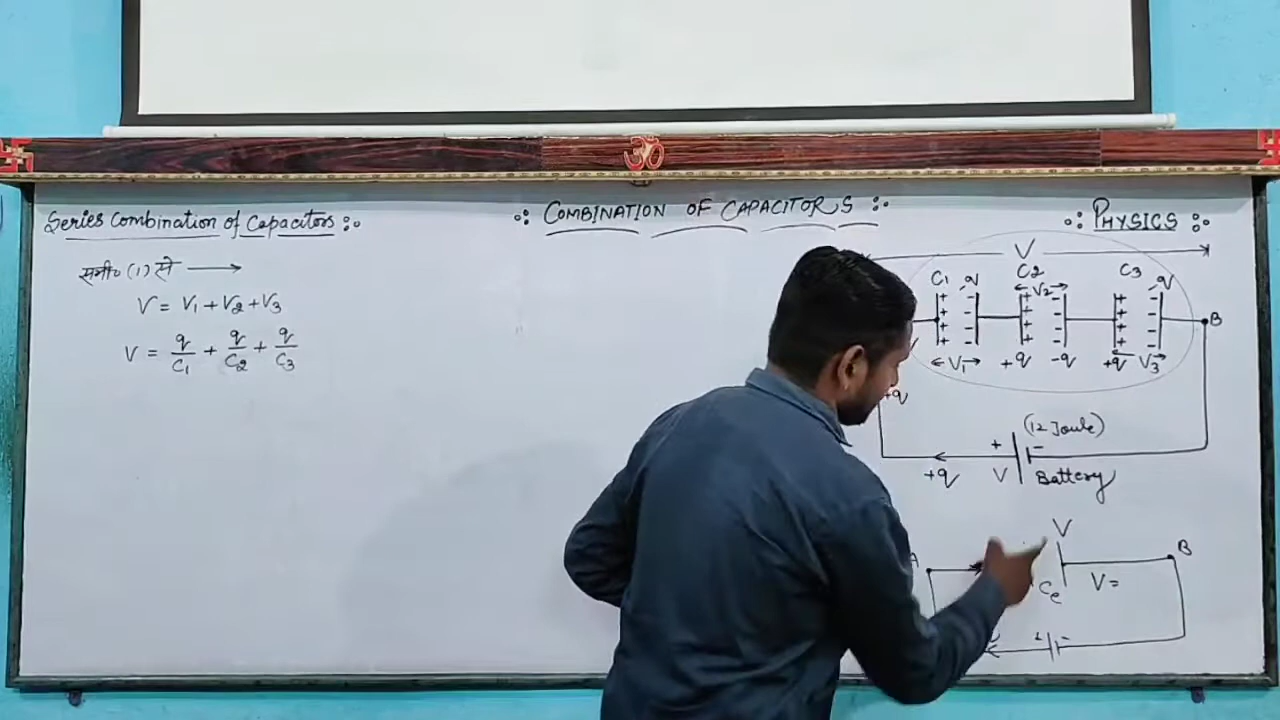 ॐ
Series Combination of Capacitors :
: COMBINATION OF CAPACITORS :
: PHYSICS :
समी० (1) से →
V = V₁ + V₂ + V₃
V = q/C₁ + q/C₂ + q/C₃
V
C₁ -q C₂ C₃ -q
V₂
+ + + + - - - - + + + + - - - - + + + + - - - -
B
V₁ +q -q +q V₃
+q
(12 Joule)
+ -
+q V Battery
V
A B
Cₑ V =
+ -